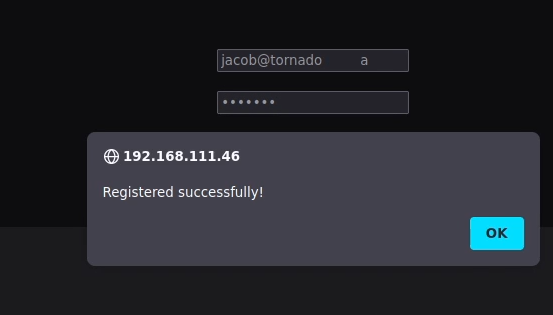 jacob@tornado         a
•••••••
192.168.111.46
Registered successfully!
OK